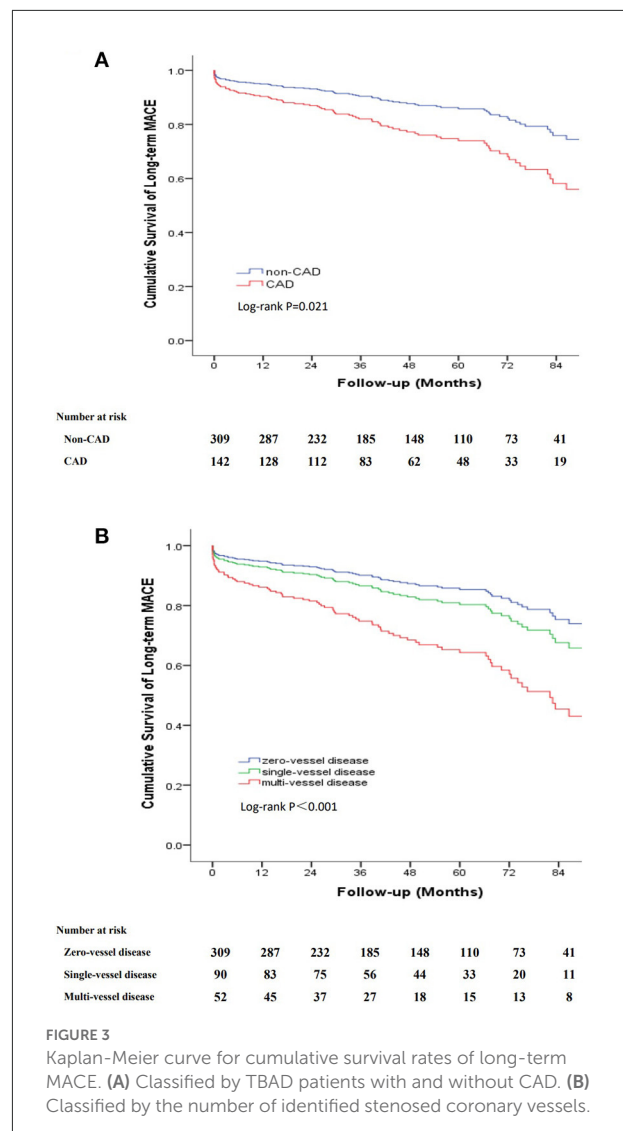 A
Cumulative Survival of Long-term MACE
1.0
0.8
0.6
0.4
0.2
0.0
non-CAD
CAD
Log-rank P=0.021
0 12 24 36 48 60 72 84
Follow-up (Months)
Number at risk
Non-CAD 309 287 232 185 148 110 73 41
CAD 142 128 112 83 62 48 33 19
B
Cumulative Survival of Long-term MACE
1.0
0.8
0.6
0.4
0.2
0.0
zero-vessel disease
single-vessel disease
multi-vessel disease
Log-rank P＜0.001
0 12 24 36 48 60 72 84
Follow-up (Months)
Number at risk
Zero-vessel disease 309 287 232 185 148 110 73 41
Single-vessel disease 90 83 75 56 44 33 20 11
Multi-vessel disease 52 45 37 27 18 15 13 8
FIGURE 3
Kaplan-Meier curve for cumulative survival rates of long-term
MACE. (A) Classified by TBAD patients with and without CAD. (B)
Classified by the number of identified stenosed coronary vessels.